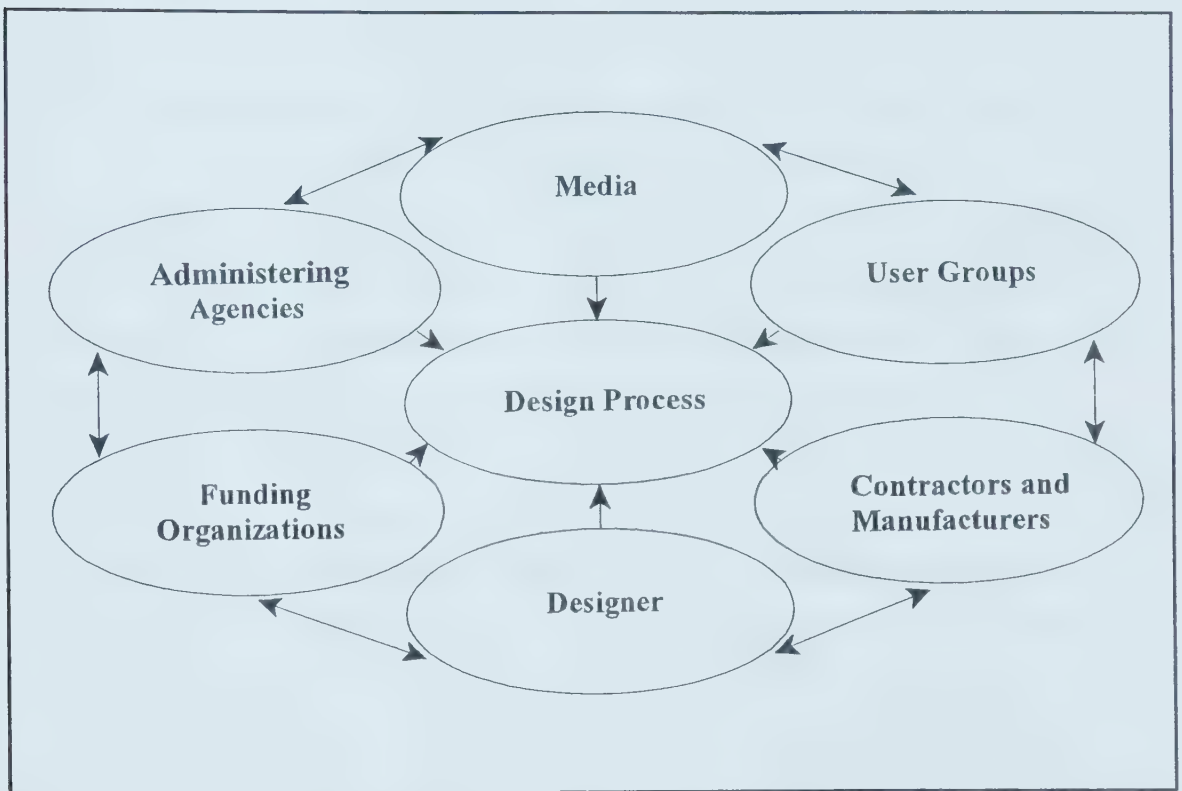 Media
Administering
Agencies
User Groups
Design Process
Funding
Organizations
Contractors and
Manufacturers
Designer